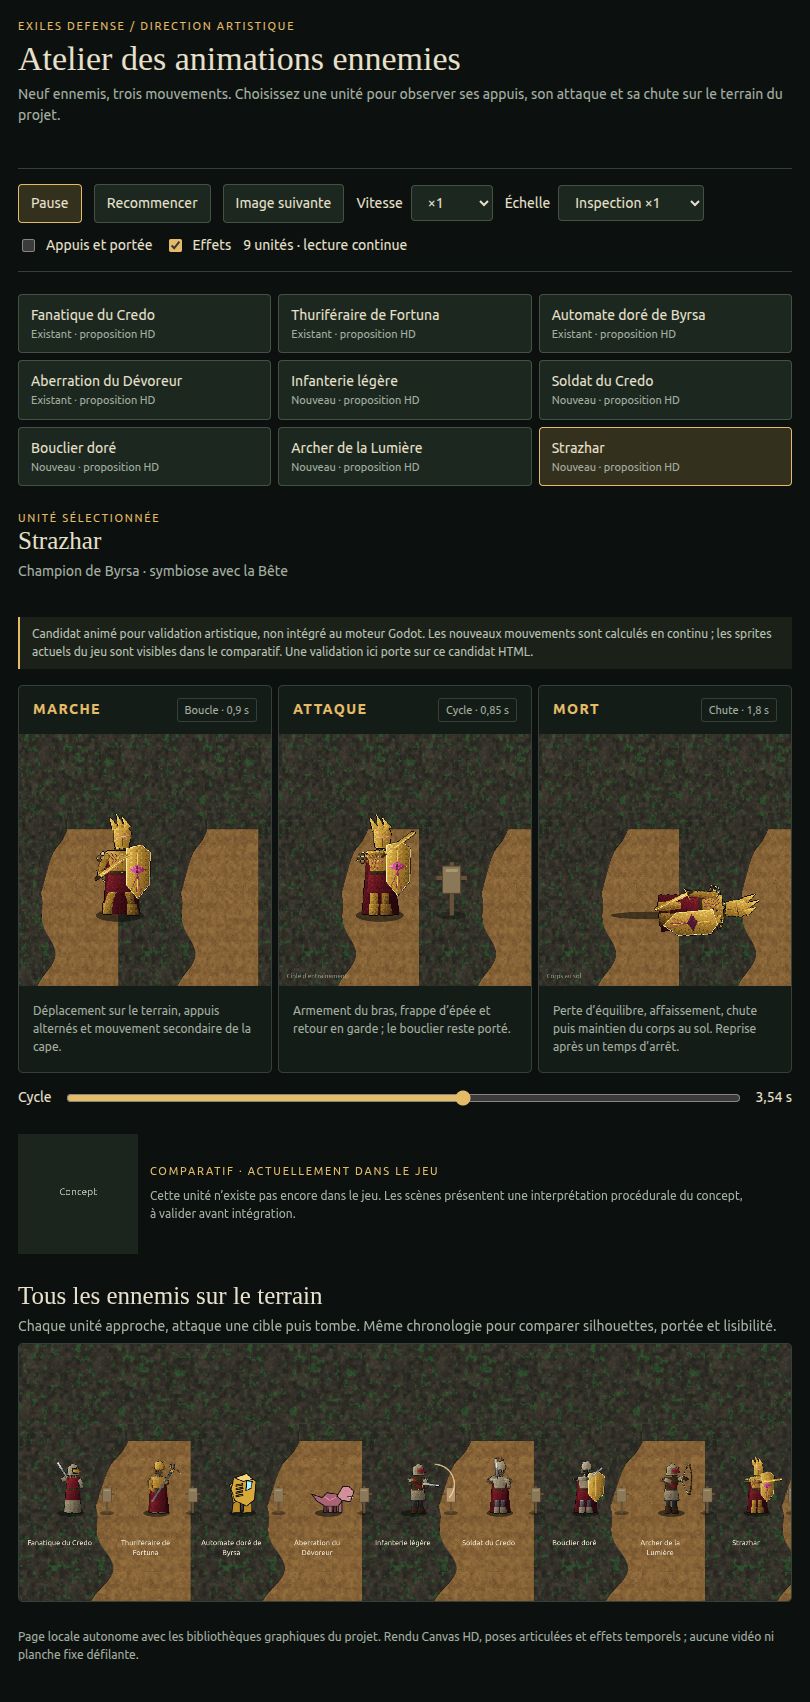 EXILES DEFENSE / DIRECTION ARTISTIQUE
Atelier des animations ennemies
Neuf ennemis, trois mouvements. Choisissez une unité pour observer ses appuis, son attaque et sa chute sur le terrain du
projet.
Pause Recommencer Image suivante Vitesse ×1 Échelle Inspection ×1
Appuis et portée Effets 9 unités · lecture continue
Fanatique du Credo
Existant · proposition HD
Thuriféraire de Fortuna
Existant · proposition HD
Automate doré de Byrsa
Existant · proposition HD
Aberration du Dévoreur
Existant · proposition HD
Infanterie légère
Nouveau · proposition HD
Soldat du Credo
Nouveau · proposition HD
Bouclier doré
Nouveau · proposition HD
Archer de la Lumière
Nouveau · proposition HD
Strazhar
Nouveau · proposition HD
UNITÉ SÉLECTIONNÉE
Strazhar
Champion de Byrsa · symbiose avec la Bête
Candidat animé pour validation artistique, non intégré au moteur Godot. Les nouveaux mouvements sont calculés en continu ; les sprites
actuels du jeu sont visibles dans le comparatif. Une validation ici porte sur ce candidat HTML.
MARCHE Boucle · 0,9 s
Déplacement sur le terrain, appuis
alternés et mouvement secondaire de la
cape.
ATTAQUE Cycle · 0,85 s
Cible d'entraînement
Armement du bras, frappe d’épée et
retour en garde ; le bouclier reste porté.
MORT Chute · 1,8 s
Corps au sol
Perte d’équilibre, affaissement, chute
puis maintien du corps au sol. Reprise
après un temps d’arrêt.
Cycle 3,54 s
Concept
COMPARATIF · ACTUELLEMENT DANS LE JEU
Cette unité n’existe pas encore dans le jeu. Les scènes présentent une interprétation procédurale du concept,
à valider avant intégration.
Tous les ennemis sur le terrain
Chaque unité approche, attaque une cible puis tombe. Même chronologie pour comparer silhouettes, portée et lisibilité.
Fanatique du Credo
Thuriféraire de
Fortuna
Automate doré de
Byrsa
Aberration du
Dévoreur
Infanterie légère
Soldat du Credo
Bouclier doré
Archer de la
Lumière
Strazhar
Page locale autonome avec les bibliothèques graphiques du projet. Rendu Canvas HD, poses articulées et effets temporels ; aucune vidéo ni
planche fixe défilante.